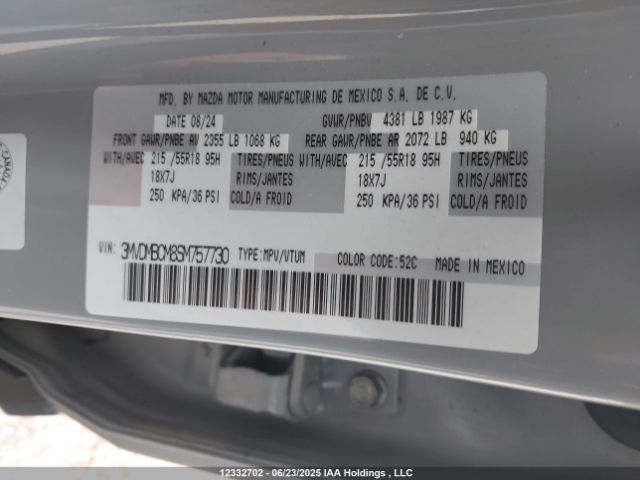 MFD. BY MAZDA MOTOR MANUFACTURING DE MEXICO S.A. DE C.V.
DATE 08/24 GVWR/PNBV 4381 LB 1987 KG
FRONT GAWR/PNBE AV 2355 LB 1068 KG REAR GAWR/PNBE AR 2072 LB 940 KG
WITH/AVEC 215 /55R18 95H TIRES/PNEUS WITH/AVEC 215 /55R18 95H TIRES/PNEUS
18X7J RIMS/JANTES 18X7J RIMS/JANTES
250 KPA/36 PSI COLD/A FROID 250 KPA/36 PSI COLD/A FROID
VIN: 3MVDMBCM8SM757730 TYPE:MPV/VTUM COLOR CODE:52C MADE IN MEXICO
12332702 - 06/23/2025 IAA Holdings , LLC